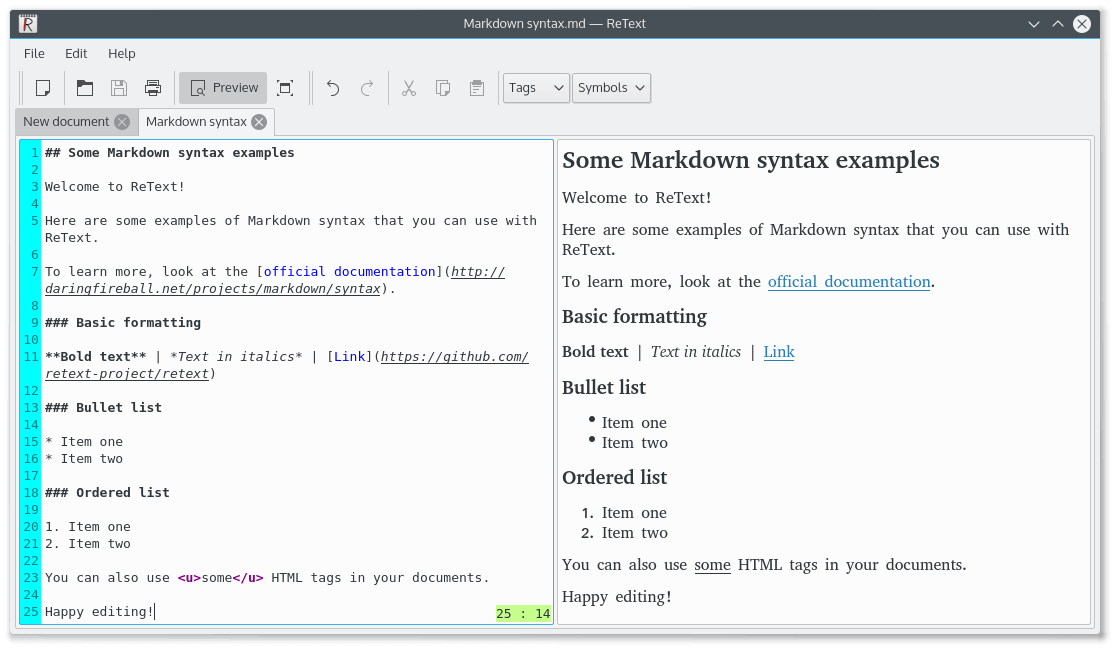 Markdown syntax.md — ReText
File Edit Help
Preview Tags Symbols
New document Markdown syntax
1 ## Some Markdown syntax examples
2
3 Welcome to ReText!
4
5 Here are some examples of Markdown syntax that you can use with
ReText.
6
7 To learn more, look at the [official documentation](http://
daringfireball.net/projects/markdown/syntax).
8
9 ### Basic formatting
10
11 **Bold text** | *Text in italics* | [Link](https://github.com/
retext-project/retext)
12
13 ### Bullet list
14
15 * Item one
16 * Item two
17
18 ### Ordered list
19
20 1. Item one
21 2. Item two
22
23 You can also use <u>some</u> HTML tags in your documents.
24
25 Happy editing!
25 : 14
Some Markdown syntax examples
Welcome to ReText!
Here are some examples of Markdown syntax that you can use with
ReText.
To learn more, look at the official documentation.
Basic formatting
Bold text | Text in italics | Link
Bullet list
• Item one
• Item two
Ordered list
1. Item one
2. Item two
You can also use some HTML tags in your documents.
Happy editing!